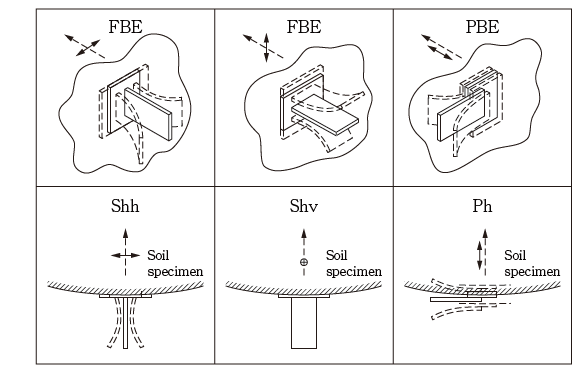 FBE
FBE
PBE
Shh
Shv
Ph
Soil
specimen
Soil
specimen
Soil
specimen